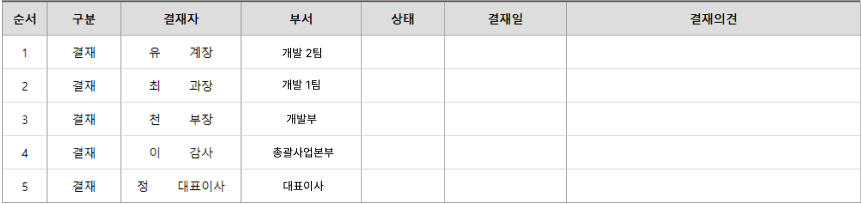 순서 구분 결재자 부서 상태 결재일 결재의견
1 결재 유 계장 개발 2팀
2 결재 최 과장 개발 1팀
3 결재 천 부장 개발부
4 결재 이 감사 총괄사업본부
5 결재 정 대표이사 대표이사